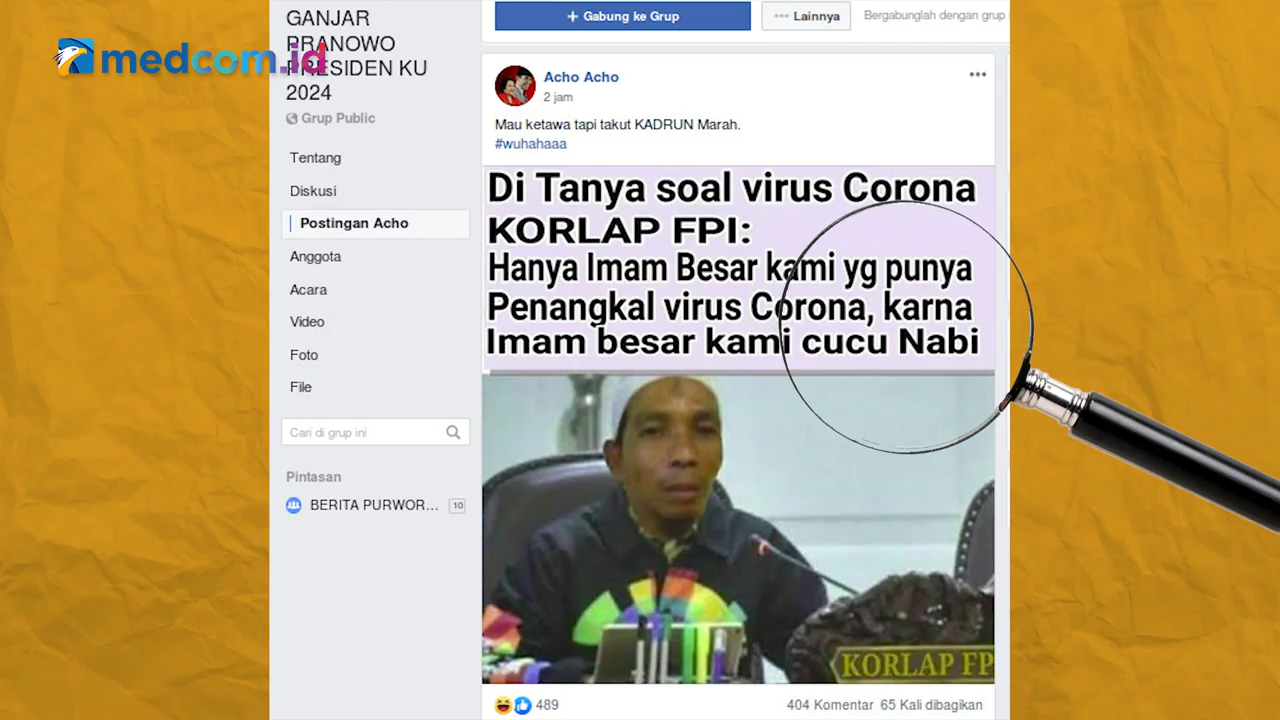 medcom.id
GANJAR
PRANOWO
PRESIDEN KU
2024
Grup Public
Tentang
Diskusi
Postingan Acho
Anggota
Acara
Video
Foto
File
Cari di grup ini
Pintasan
BERITA PURWOR... 10
+ Gabung ke Grup
Lainnya
Bergabunglah dengan grup
Acho Acho
2 jam
Mau ketawa tapi takut KADRUN Marah.
#wuhahaaa
Di Tanya soal virus Corona
KORLAP FPI:
Hanya Imam Besar kami yg punya
Penangkal virus Corona, karna
Imam besar kami cucu Nabi
KORLAP FP
489
404 Komentar 65 Kali dibagikan